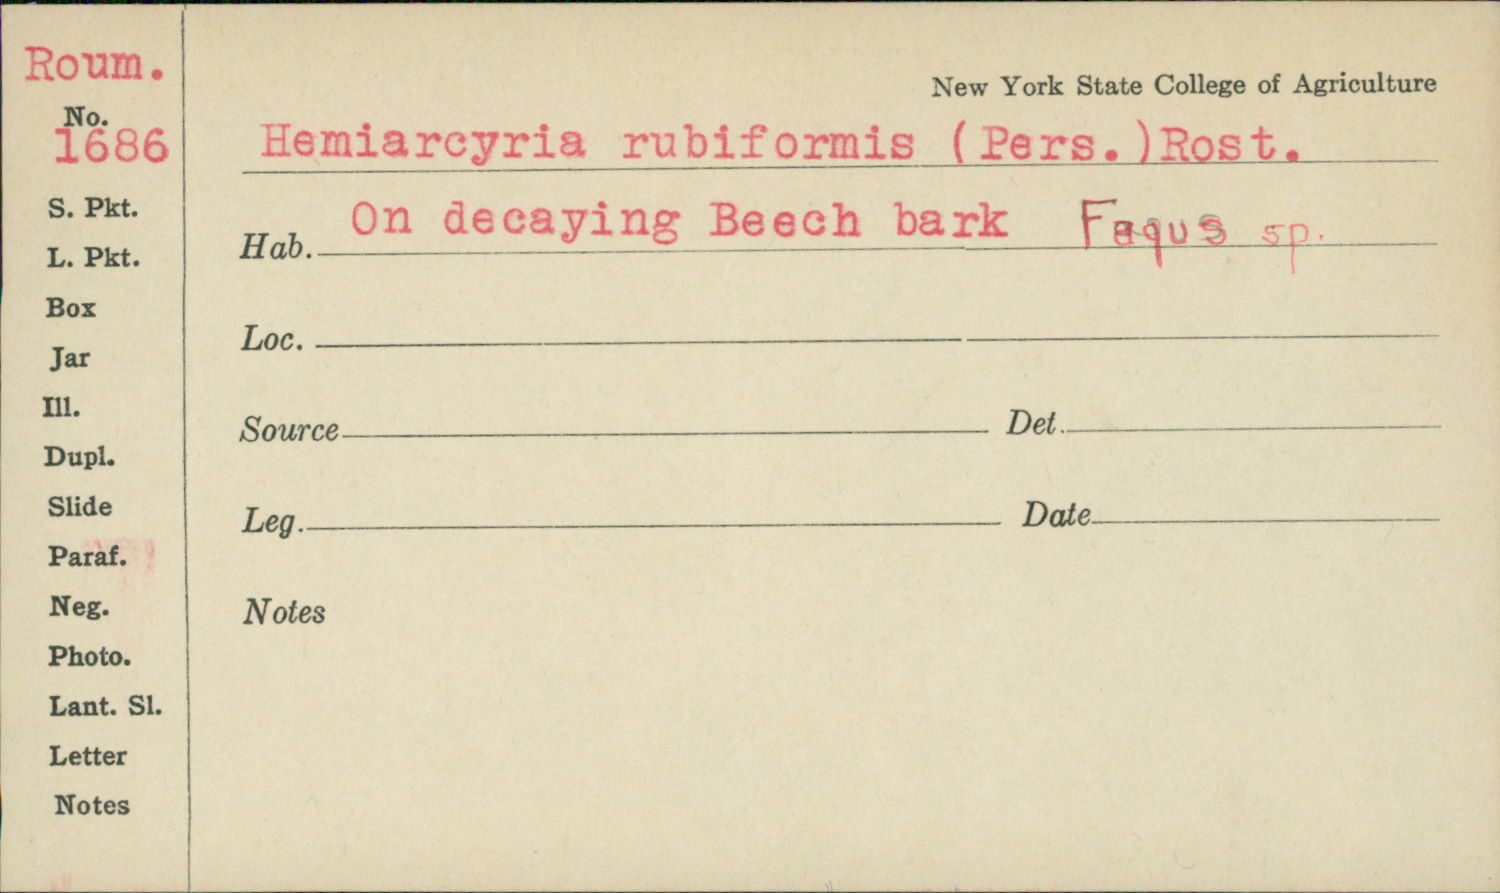 Roum.
No.
1686
S. Pkt.
L. Pkt.
Box
Jar
Ill.
Dupl.
Slide
Paraf.
Neg.
Photo.
Lant. Sl.
Letter
Notes
New York State College of Agriculture
Hemiarcyria rubiformis (Pers.)Rost.
Hab. On decaying Beech bark Fagus sp.
Loc.
Source Det.
Leg. Date
Notes